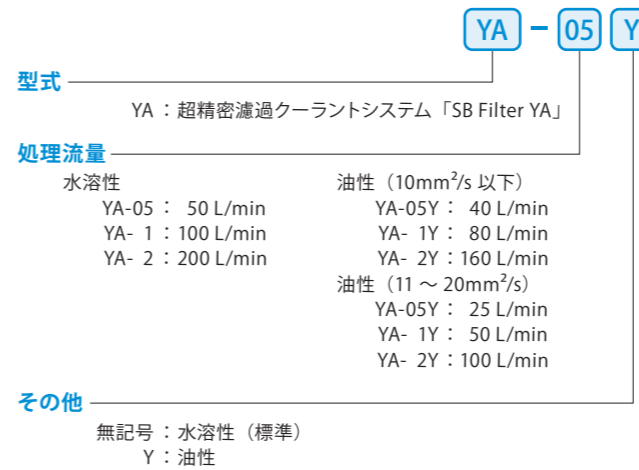 YA - 05 Y
型式
YA : 超精密濾過クーラントシステム「SB Filter YA」
処理流量
水溶性
YA-05 : 50 L/min
YA- 1 : 100 L/min
YA- 2 : 200 L/min
油性（10mm²/s 以下）
YA-05Y : 40 L/min
YA- 1Y : 80 L/min
YA- 2Y : 160 L/min
油性（11 ～ 20mm²/s）
YA-05Y : 25 L/min
YA- 1Y : 50 L/min
YA- 2Y : 100 L/min
その他
無記号 : 水溶性（標準）
Y : 油性